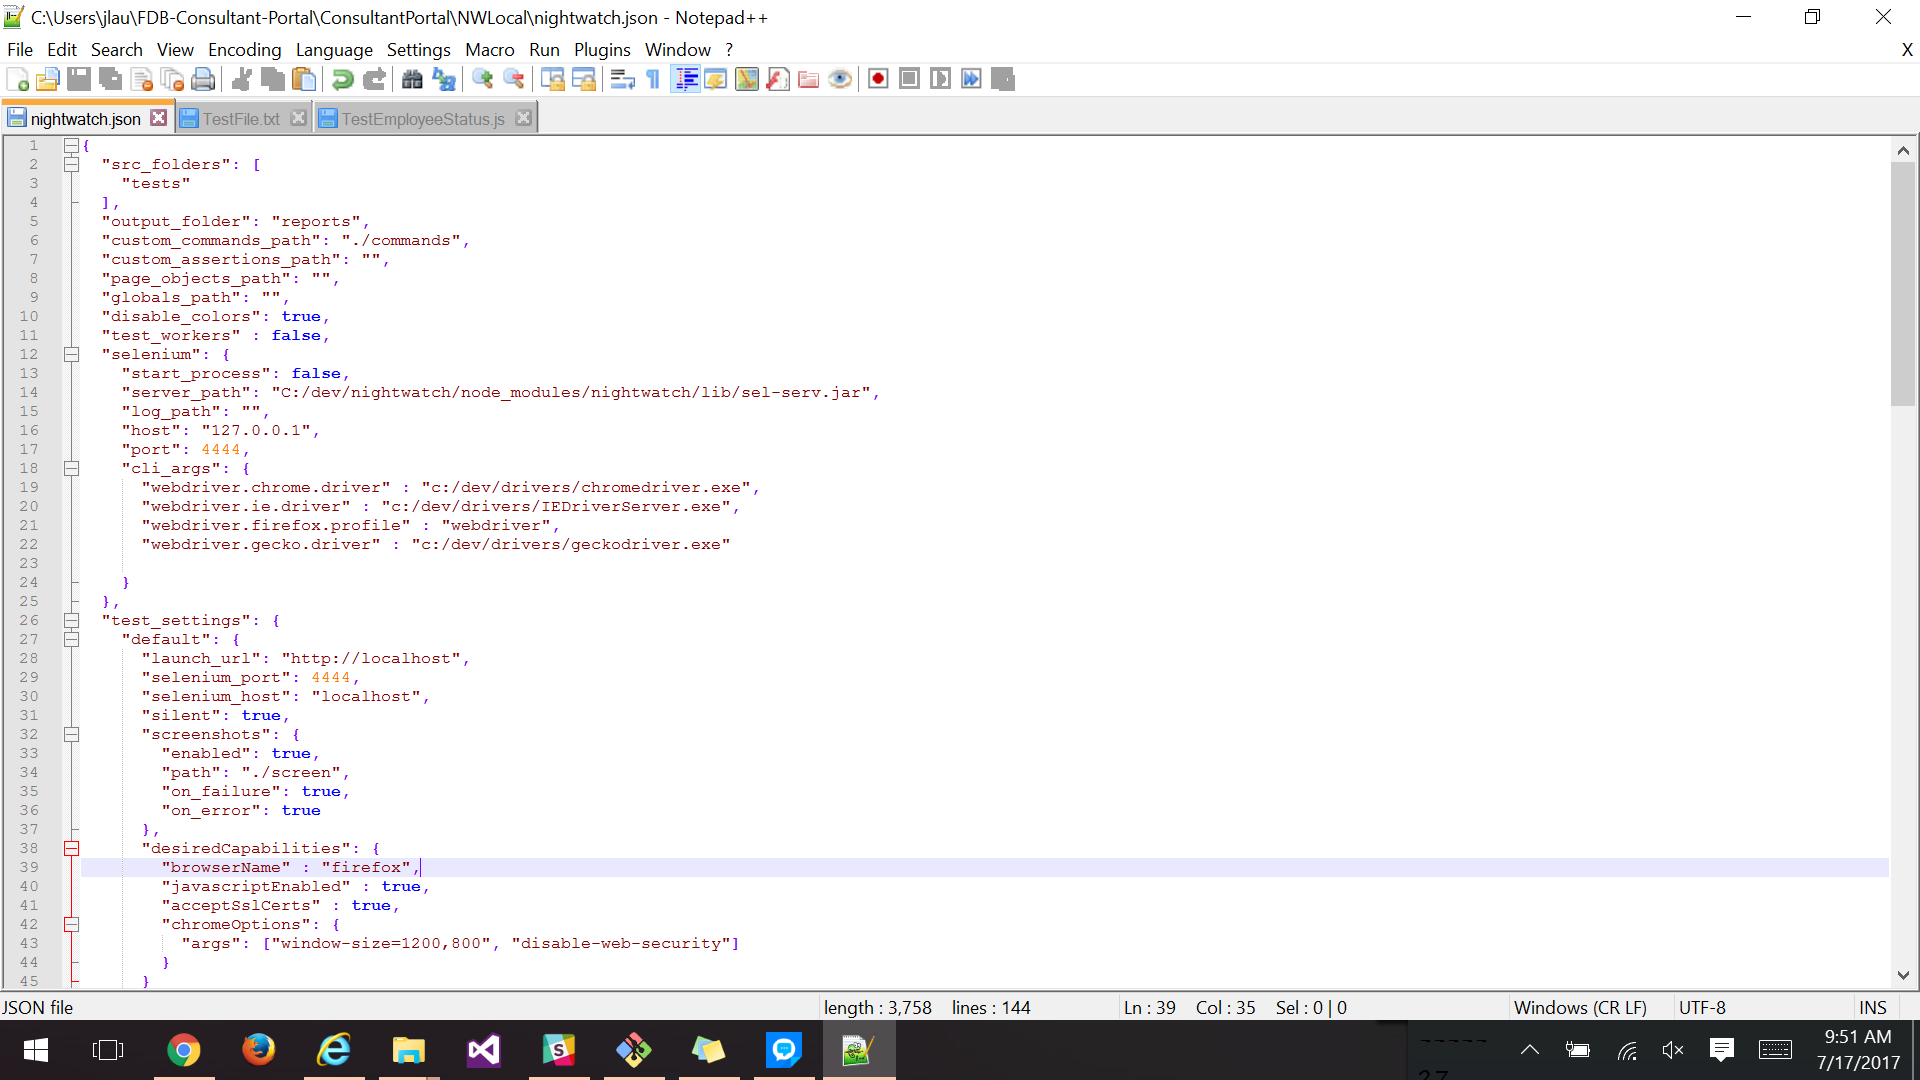 C:\Users\jlau\FDB-Consultant-Portal\ConsultantPortal\NWLocal\nightwatch.json - Notepad++
File Edit Search View Encoding Language Settings Macro Run Plugins Window ? X
nightwatch.json TestFile.txt TestEmployeeStatus.js
1 {
2 "src_folders": [
3 "tests"
4 ],
5 "output_folder": "reports",
6 "custom_commands_path": "./commands",
7 "custom_assertions_path": "",
8 "page_objects_path": "",
9 "globals_path": "",
10 "disable_colors": true,
11 "test_workers" : false,
12 "selenium": {
13 "start_process": false,
14 "server_path": "C:/dev/nightwatch/node_modules/nightwatch/lib/sel-serv.jar",
15 "log_path": "",
16 "host": "127.0.0.1",
17 "port": 4444,
18 "cli_args": {
19 "webdriver.chrome.driver" : "c:/dev/drivers/chromedriver.exe",
20 "webdriver.ie.driver" : "c:/dev/drivers/IEDriverServer.exe",
21 "webdriver.firefox.profile" : "webdriver",
22 "webdriver.gecko.driver" : "c:/dev/drivers/geckodriver.exe"
23
24 }
25 },
26 "test_settings": {
27 "default": {
28 "launch_url": "http://localhost",
29 "selenium_port": 4444,
30 "selenium_host": "localhost",
31 "silent": true,
32 "screenshots": {
33 "enabled": true,
34 "path": "./screen",
35 "on_failure": true,
36 "on_error": true
37 },
38 "desiredCapabilities": {
39 "browserName" : "firefox",
40 "javascriptEnabled" : true,
41 "acceptSslCerts" : true,
42 "chromeOptions": {
43 "args": ["window-size=1200,800", "disable-web-security"]
44 }
45 }
JSON file length : 3,758 lines : 144 Ln : 39 Col : 35 Sel : 0 | 0 Windows (CR LF) UTF-8 INS
9:51 AM
7/17/2017